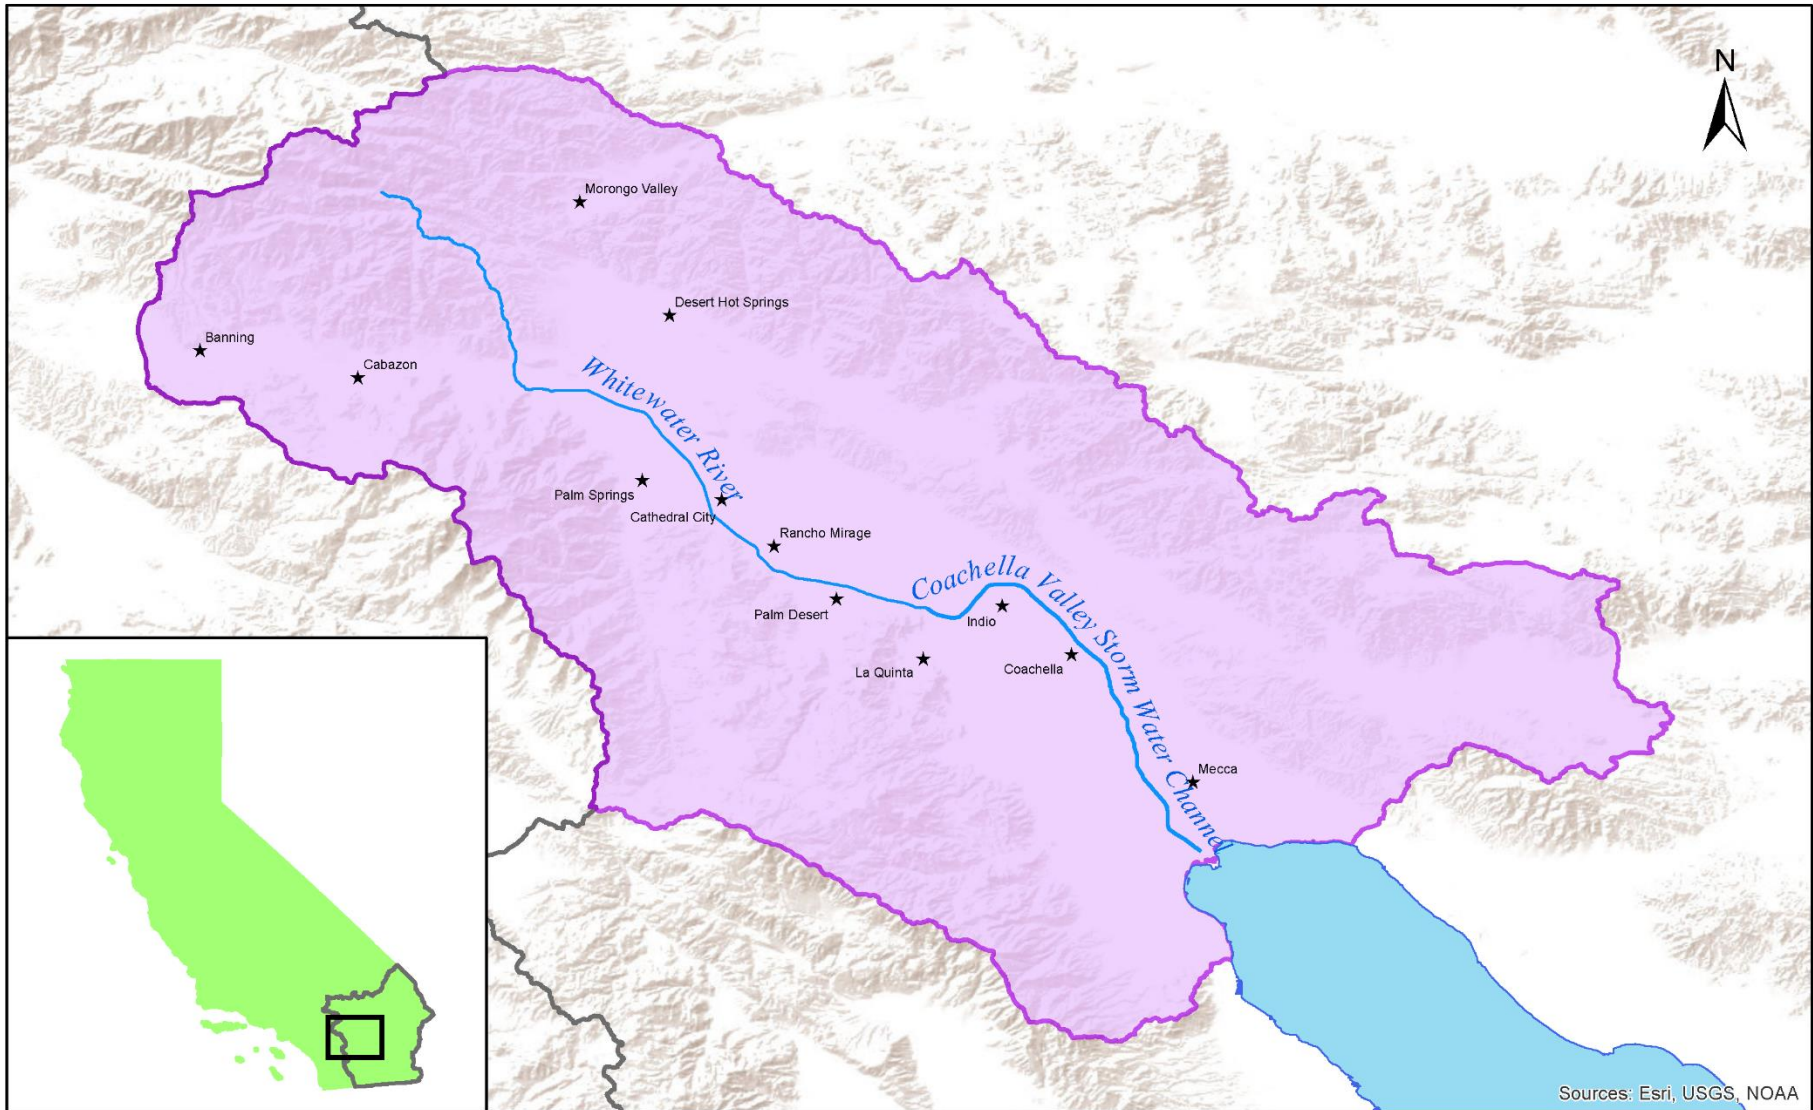 N
Morongo Valley
Desert Hot Springs
Banning
Cabazon
Whitewater River
Palm Springs
Cathedral City
Rancho Mirage
Coachella Valley Storm Water Channel
Palm Desert
Indio
La Quinta
Coachella
Mecca
Sources: Esri, USGS, NOAA